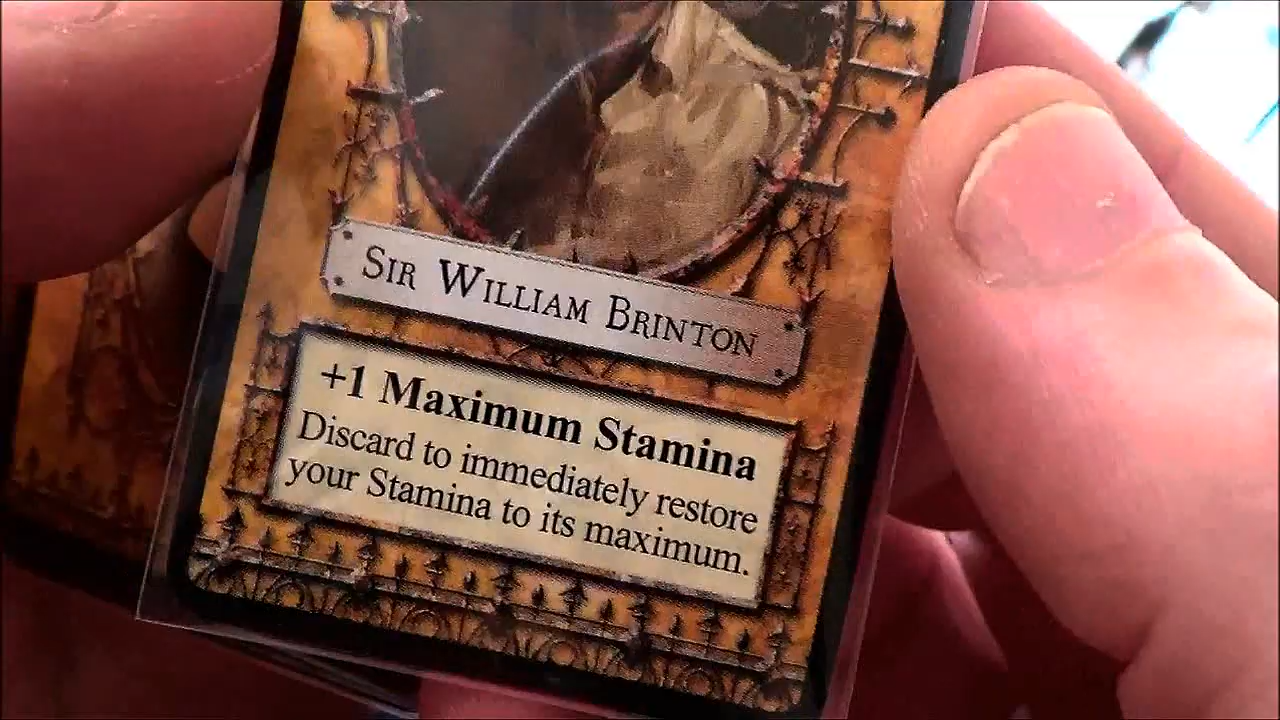 Sir William Brinton
+1 Maximum Stamina
Discard to immediately restore
your Stamina to its maximum.